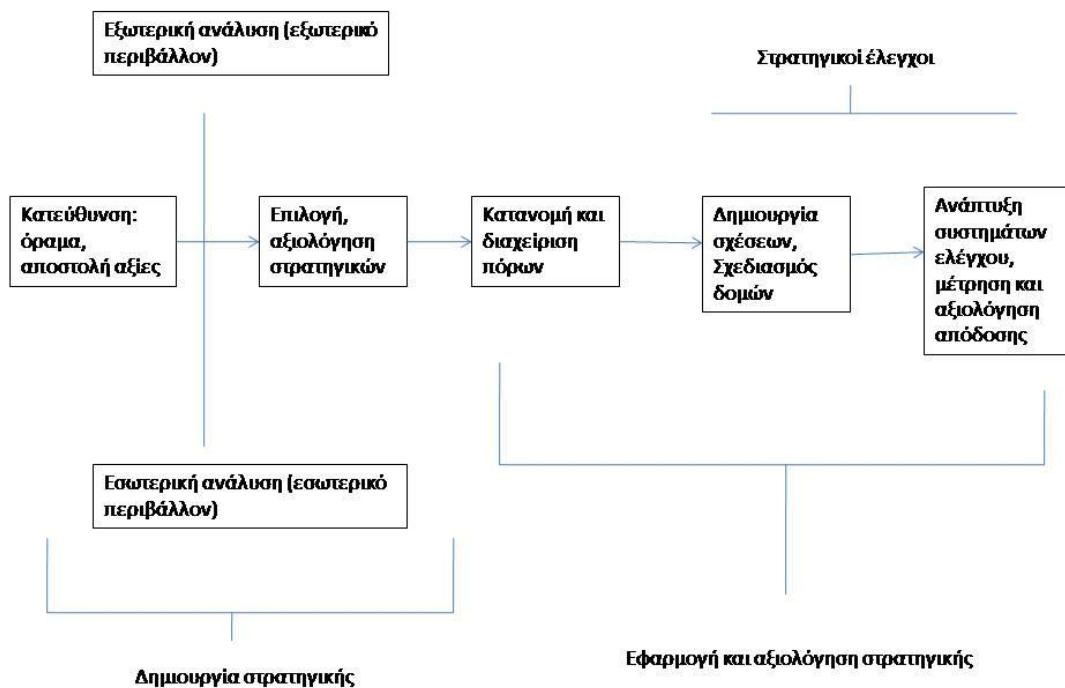 Εξωτερική ανάλυση (εξωτερικό
περιβάλλον)
Στρατηγικοί έλεγχοι
Κατεύθυνση:
όραμα,
αποστολή αξίες
Επιλογή,
αξιολόγηση
στρατηγικών
Κατανομή και
διαχείριση
πόρων
Δημιουργία
σχέσεων,
Σχεδιασμός
δομών
Ανάπτυξη
συστημάτων
ελέγχου,
μέτρηση και
αξιολόγηση
απόδοσης
Εσωτερική ανάλυση (εσωτερικό
περιβάλλον)
Δημιουργία στρατηγικής
Εφαρμογή και αξιολόγηση στρατηγικής